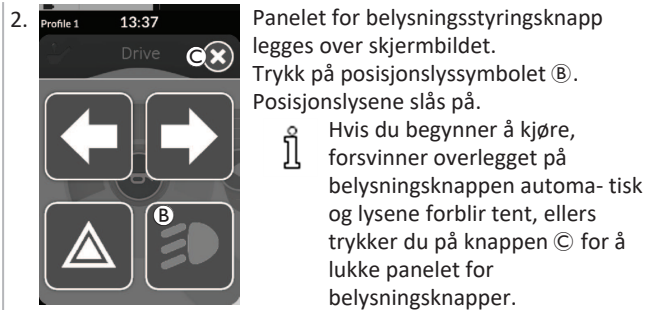 2.
Profile 1 13:37
Drive Ⓒ
Ⓑ
Panelet for belysningsstyringsknapp
legges over skjermbildet.
Trykk på posisjonslyssymbolet Ⓑ.
Posisjonslysene slås på.
Hvis du begynner å kjøre,
forsvinner overlegget på
belysningsknappen automa- tisk
og lysene forblir tent, ellers
trykker du på knappen Ⓒ for å
lukke panelet for
belysningsknapper.